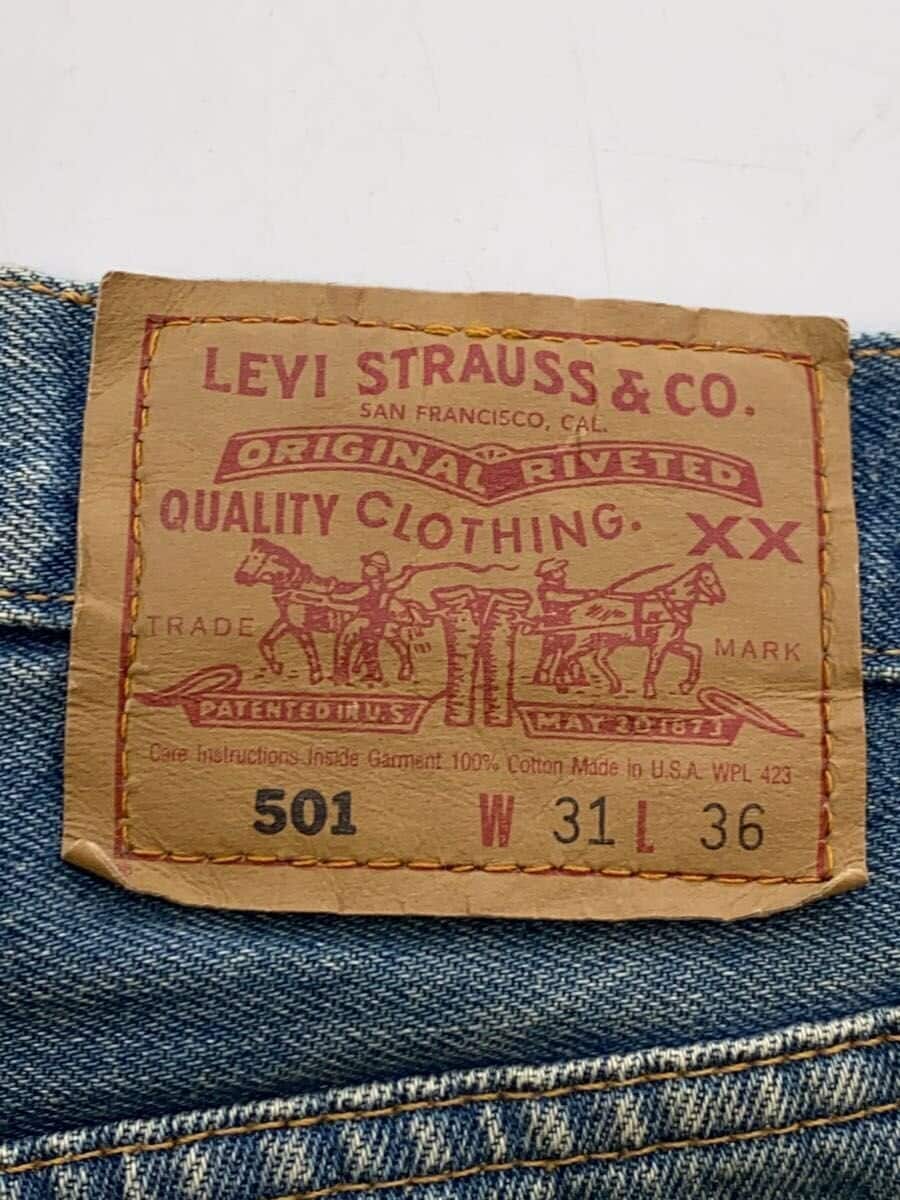 LEVI STRAUSS & CO.
SAN FRANCISCO, CAL.
ORIGINAL RIVETED
QUALITY CLOTHING. XX
TRADE MARK
PATENTED IN U.S. MAY 20 1873
Care Instructions Inside Garment 100% Cotton Made in U.S.A. WPL 423
501 W 31 L 36